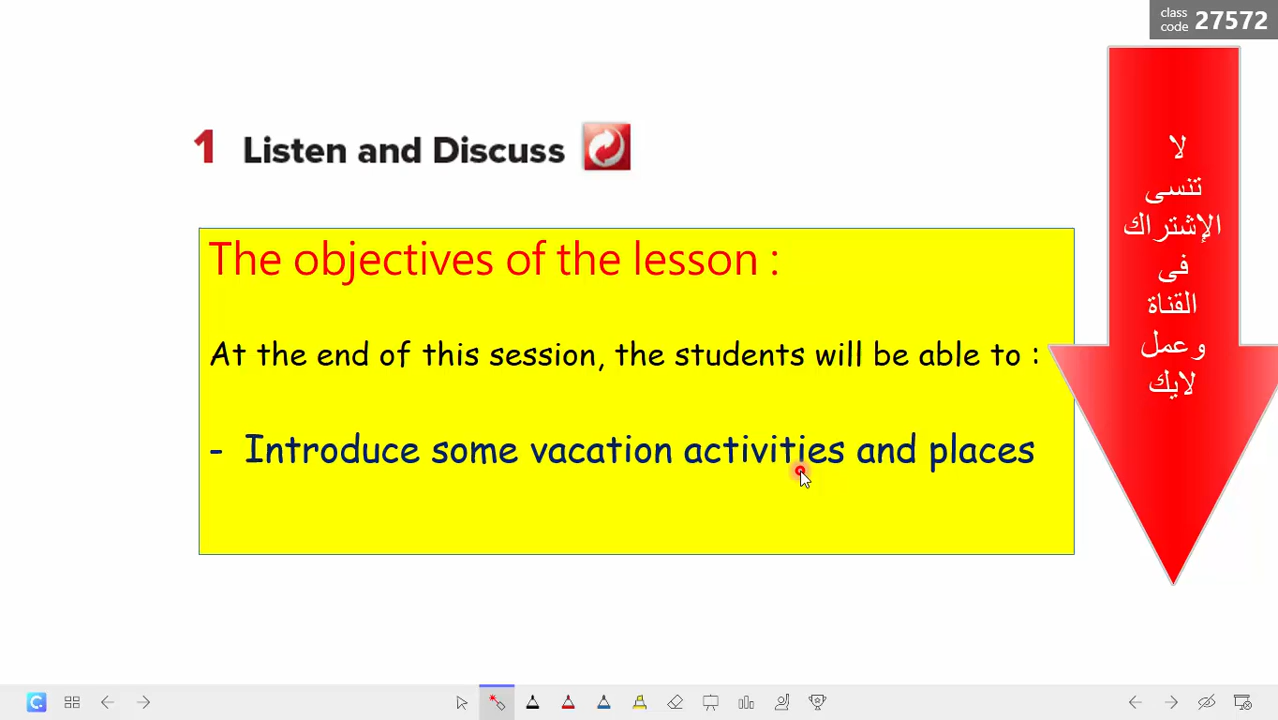 class
code 27572
1 Listen and Discuss
The objectives of the lesson :
At the end of this session, the students will be able to :
- Introduce some vacation activities and places
لا
تنسى
الإشتراك
فى
القناة
وعمل
لايك